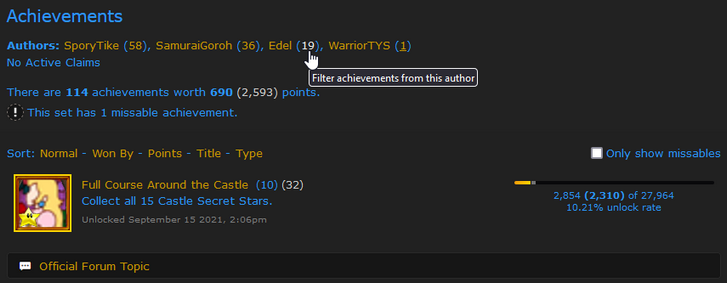 Achievements
Authors: SporyTike (58), SamuraiGoroh (36), Edel (19), WarriorTYS (1)
No Active Claims
Filter achievements from this author
There are 114 achievements worth 690 (2,593) points.
This set has 1 missable achievement.
Sort: Normal - Won By - Points - Title - Type
Only show missables
Full Course Around the Castle (10) (32)
Collect all 15 Castle Secret Stars.
Unlocked September 15 2021, 2:06pm
2,854 (2,310) of 27,964
10.21% unlock rate
Official Forum Topic